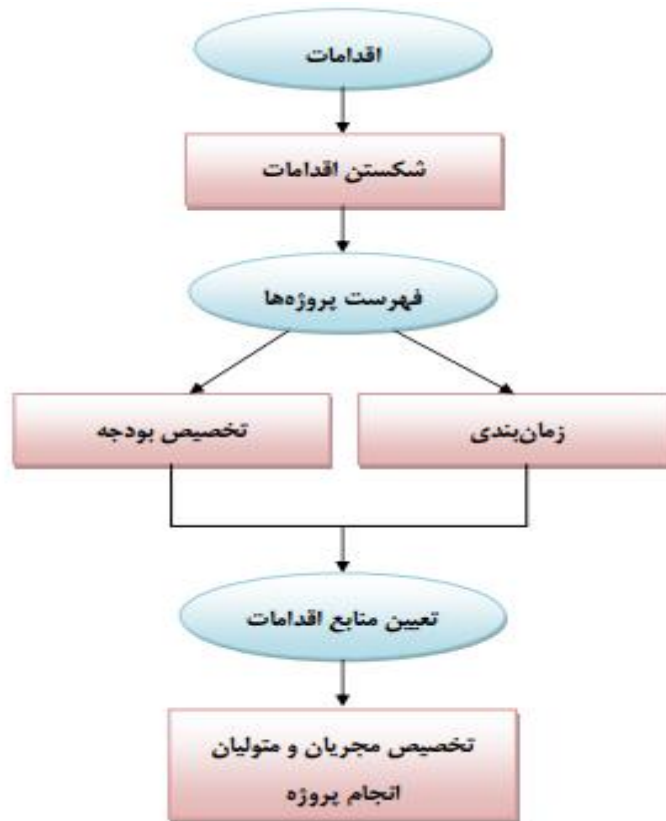 اقدامات
شکستن اقدامات
فهرست پروژه‌ها
زمان‌بندی
تخصیص بودجه
تعیین منابع اقدامات
تخصیص مجریان و متولیان
انجام پروژه